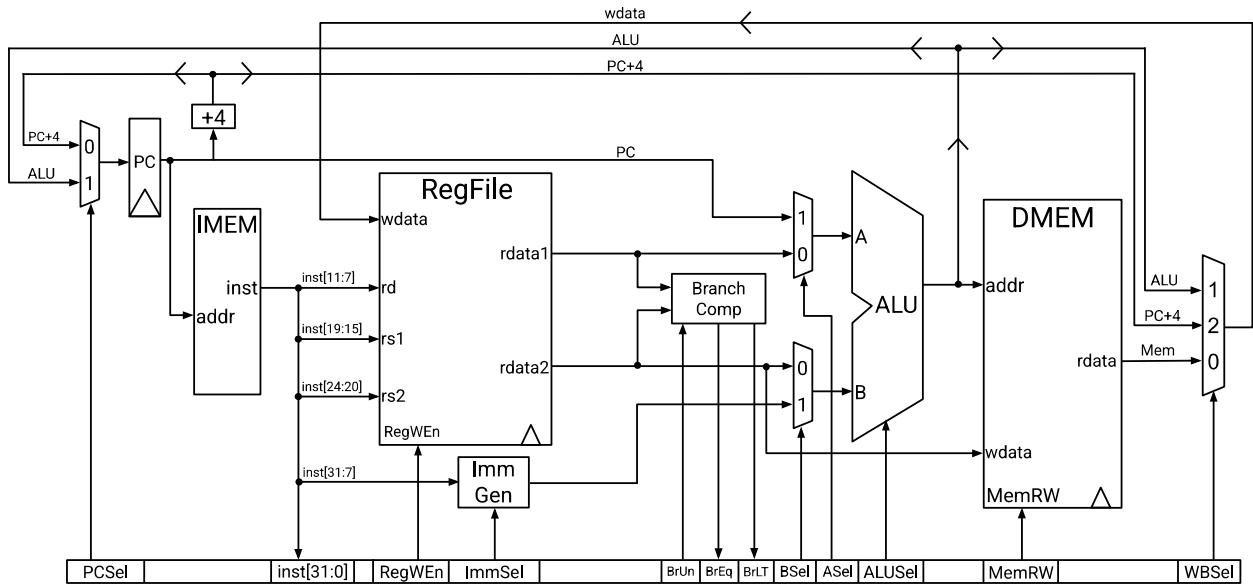 wdata
ALU
PC+4
+4
PC+4
0
PC
PC
ALU
1
RegFile
IMEM
wdata
DMEM
1
A
rdata1
0
inst
inst[11:7]
rd
Branch
Comp
ALU
addr
ALU
1
addr
PC+4
2
inst[19:15]
rs1
rdata2
0
Mem
rdata
0
inst[24:20]
rs2
1
B
RegWEn
wdata
inst[31:7]
Imm
Gen
MemRW
PCSel
inst[31:0]
RegWEn
ImmSel
BrUn
BrEq
BrLT
BSel
ASel
ALUSel
MemRW
WBSel